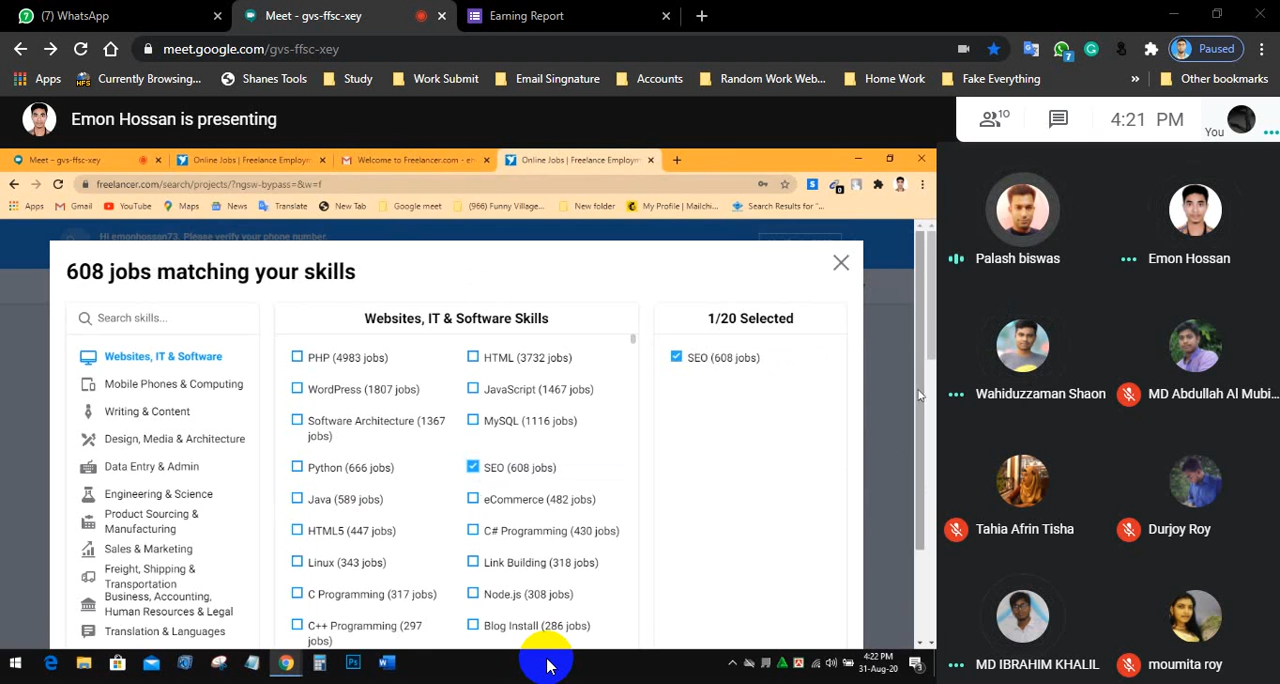 (7) WhatsApp
Meet - gvs-ffsc-xey
Earning Report
meet.google.com/gvs-ffsc-xey
7
Paused
Apps
Currently Browsing...
Shanes Tools
Study
Work Submit
Email Singnature
Accounts
Random Work Web...
Home Work
Fake Everything
»
Other bookmarks
Emon Hossan is presenting
10
4:21 PM
You
Meet – gvs-ffsc-xey
Online Jobs | Freelance Employm
Welcome to Freelancer.com - e
Online Jobs | Freelance Employm
freelancer.com/search/projects/?ngsw-bypass=&w=f
Apps
Gmail
YouTube
Maps
News
Translate
New Tab
Google meet
(966) Funny Village...
New folder
My Profile | Mailchi...
Search Results for "...
Hi emonhossan73, Please verify your phone number.
608 jobs matching your skills
Search skills...
Websites, IT & Software
Mobile Phones & Computing
Writing & Content
Design, Media & Architecture
Data Entry & Admin
Engineering & Science
Product Sourcing &
Manufacturing
Sales & Marketing
Freight, Shipping &
Transportation
Business, Accounting,
Human Resources & Legal
Translation & Languages
Websites, IT & Software Skills
PHP (4983 jobs)
HTML (3732 jobs)
WordPress (1807 jobs)
JavaScript (1467 jobs)
Software Architecture (1367
jobs)
MySQL (1116 jobs)
Python (666 jobs)
SEO (608 jobs)
Java (589 jobs)
eCommerce (482 jobs)
HTML5 (447 jobs)
C# Programming (430 jobs)
Linux (343 jobs)
Link Building (318 jobs)
C Programming (317 jobs)
Node.js (308 jobs)
C++ Programming (297
jobs)
Blog Install (286 jobs)
1/20 Selected
SEO (608 jobs)
Palash biswas
Emon Hossan
Wahiduzzaman Shaon
MD Abdullah Al Mubi...
Tahia Afrin Tisha
Durjoy Roy
MD IBRAHIM KHALIL
moumita roy
4:22 PM
31-Aug-20
3